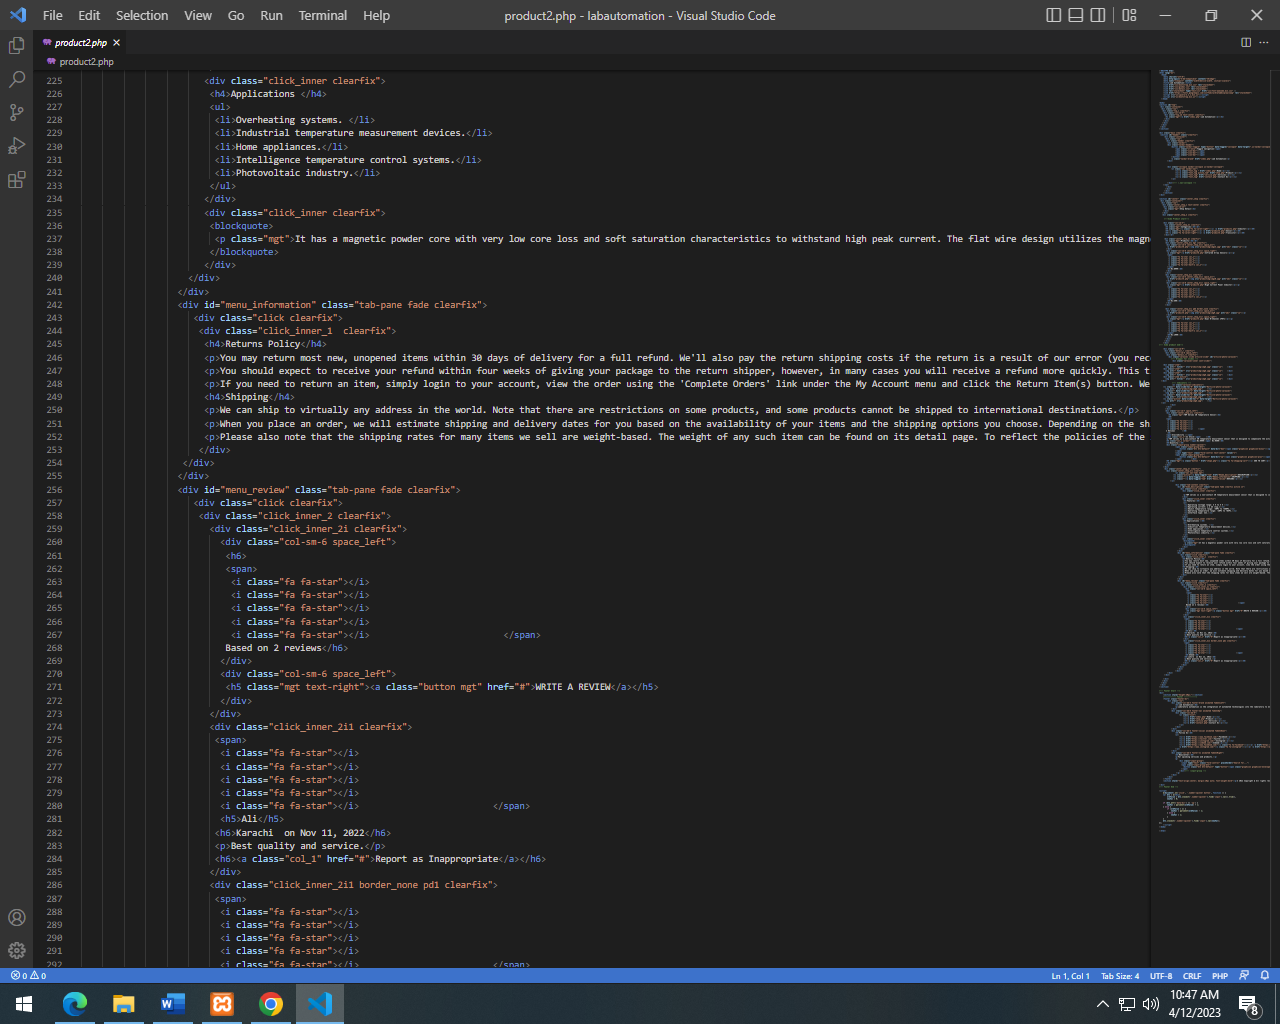 File Edit Selection View Go Run Terminal Help product2.php - labautomation - Visual Studio Code
product2.php
product2.php
225 <div class="click_inner clearfix">
226 <h4>Applications </h4>
227 <ul>
228 <li>Overheating systems. </li>
229 <li>Industrial temperature measurement devices.</li>
230 <li>Home appliances.</li>
231 <li>Intelligence temperature control systems.</li>
232 <li>Photovoltaic industry.</li>
233 </ul>
234 </div>
235 <div class="click_inner clearfix">
236 <blockquote>
237 <p class="mgt">It has a magnetic powder core with very low core loss and soft saturation characteristics to withstand high peak current. The flat wire design utilizes the magn
238 </blockquote>
239 </div>
240 </div>
241 </div>
242 <div id="menu_information" class="tab-pane fade clearfix">
243 <div class="click clearfix">
244 <div class="click_inner_1  clearfix">
245 <h4>Returns Policy</h4>
246 <p>You may return most new, unopened items within 30 days of delivery for a full refund. We'll also pay the return shipping costs if the return is a result of our error (you rec
247 <p>You should expect to receive your refund within four weeks of giving your package to the return shipper, however, in many cases you will receive a refund more quickly. This t
248 <p>If you need to return an item, simply login to your account, view the order using the 'Complete Orders' link under the My Account menu and click the Return Item(s) button. We
249 <h4>Shipping</h4>
250 <p>We can ship to virtually any address in the world. Note that there are restrictions on some products, and some products cannot be shipped to international destinations.</p>
251 <p>When you place an order, we will estimate shipping and delivery dates for you based on the availability of your items and the shipping options you choose. Depending on the sh
252 <p>Please also note that the shipping rates for many items we sell are weight-based. The weight of any such item can be found on its detail page. To reflect the policies of the
253 </div>
254 </div>
255 </div>
256 <div id="menu_review" class="tab-pane fade clearfix">
257 <div class="click clearfix">
258 <div class="click_inner_2 clearfix">
259 <div class="click_inner_2i clearfix">
260 <div class="col-sm-6 space_left">
261 <h6>
262 <span>
263 <i class="fa fa-star"></i>
264 <i class="fa fa-star"></i>
265 <i class="fa fa-star"></i>
266 <i class="fa fa-star"></i>
267 <i class="fa fa-star"></i> </span>
268 Based on 2 reviews</h6>
269 </div>
270 <div class="col-sm-6 space_left">
271 <h5 class="mgt text-right"><a class="button mgt" href="#">WRITE A REVIEW</a></h5>
272 </div>
273 </div>
274 <div class="click_inner_2i1 clearfix">
275 <span>
276 <i class="fa fa-star"></i>
277 <i class="fa fa-star"></i>
278 <i class="fa fa-star"></i>
279 <i class="fa fa-star"></i>
280 <i class="fa fa-star"></i> </span>
281 <h5>Ali</h5>
282 <h6>Karachi  on Nov 11, 2022</h6>
283 <p>Best quality and service.</p>
284 <h6><a class="col_1" href="#">Report as Inappropriate</a></h6>
285 </div>
286 <div class="click_inner_2i1 border_none pd1 clearfix">
287 <span>
288 <i class="fa fa-star"></i>
289 <i class="fa fa-star"></i>
290 <i class="fa fa-star"></i>
291 <i class="fa fa-star"></i>
292 <i class="fa fa-star"></i> </span>
0 0 Ln 1, Col 1 Tab Size: 4 UTF-8 CRLF PHP
10:47 AM
4/12/2023
8